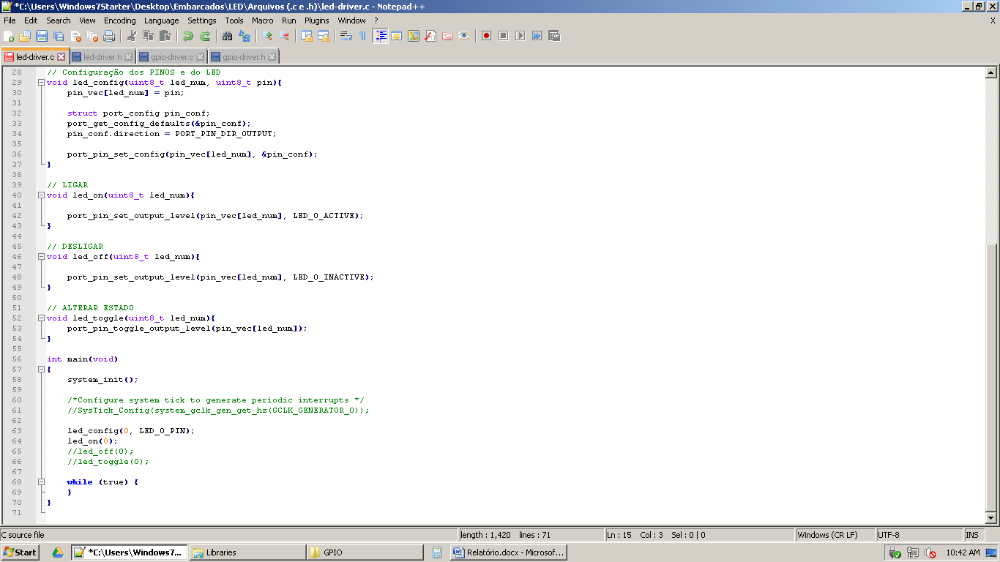 *C:\Users\Windows7Starter\Desktop\Embarcados\LED\Arquivos (.c e .h)\led-driver.c - Notepad++
File Edit Search View Encoding Language Settings Tools Macro Run Plugins Window ? X
led-driver.c led-driver.h gpio-driver.c gpio-driver.h
28 // Configuração dos PINOS e do LED
29 void led_config(uint8_t led_num, uint8_t pin){
30 pin_vec[led_num] = pin;
31
32 struct port_config pin_conf;
33 port_get_config_defaults(&pin_conf);
34 pin_conf.direction = PORT_PIN_DIR_OUTPUT;
35
36 port_pin_set_config(pin_vec[led_num], &pin_conf);
37 }
38
39 // LIGAR
40 void led_on(uint8_t led_num){
41
42 port_pin_set_output_level(pin_vec[led_num], LED_0_ACTIVE);
43 }
44
45 // DESLIGAR
46 void led_off(uint8_t led_num){
47
48 port_pin_set_output_level(pin_vec[led_num], LED_0_INACTIVE);
49 }
50
51 // ALTERAR ESTADO
52 void led_toggle(uint8_t led_num){
53 port_pin_toggle_output_level(pin_vec[led_num]);
54 }
55
56 int main(void)
57 {
58 system_init();
59
60 /*Configure system tick to generate periodic interrupts */
61 //SysTick_Config(system_gclk_gen_get_hz(GCLK_GENERATOR_0));
62
63 led_config(0, LED_0_PIN);
64 led_on(0);
65 //led_off(0);
66 //led_toggle(0);
67
68 while (true) {
69 }
70 }
71
C source file length : 1,420 lines : 71 Ln : 15 Col : 3 Sel : 0 | 0 Windows (CR LF) UTF-8 INS
Start *C:\Users\Windows7... Libraries GPIO Relatório.docx - Microsof... 10:42 AM